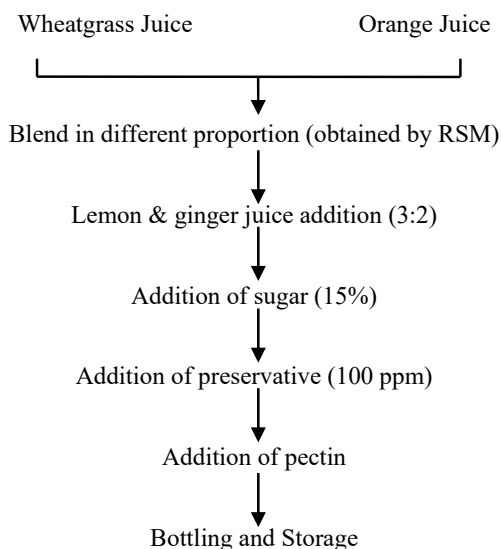 Wheatgrass Juice
Orange Juice
Blend in different proportion (obtained by RSM)
Lemon & ginger juice addition (3:2)
Addition of sugar (15%)
Addition of preservative (100 ppm)
Addition of pectin
Bottling and Storage